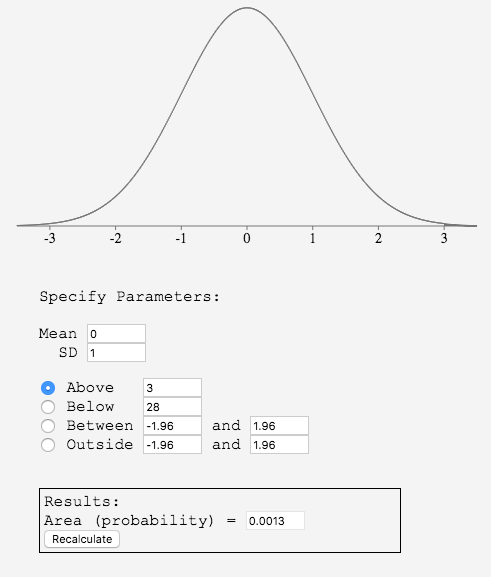 -3 -2 -1 0 1 2 3
Specify Parameters:
Mean 0
SD 1
Above 3
Below 28
Between -1.96 and 1.96
Outside -1.96 and 1.96
Results:
Area (probability) = 0.0013
Recalculate